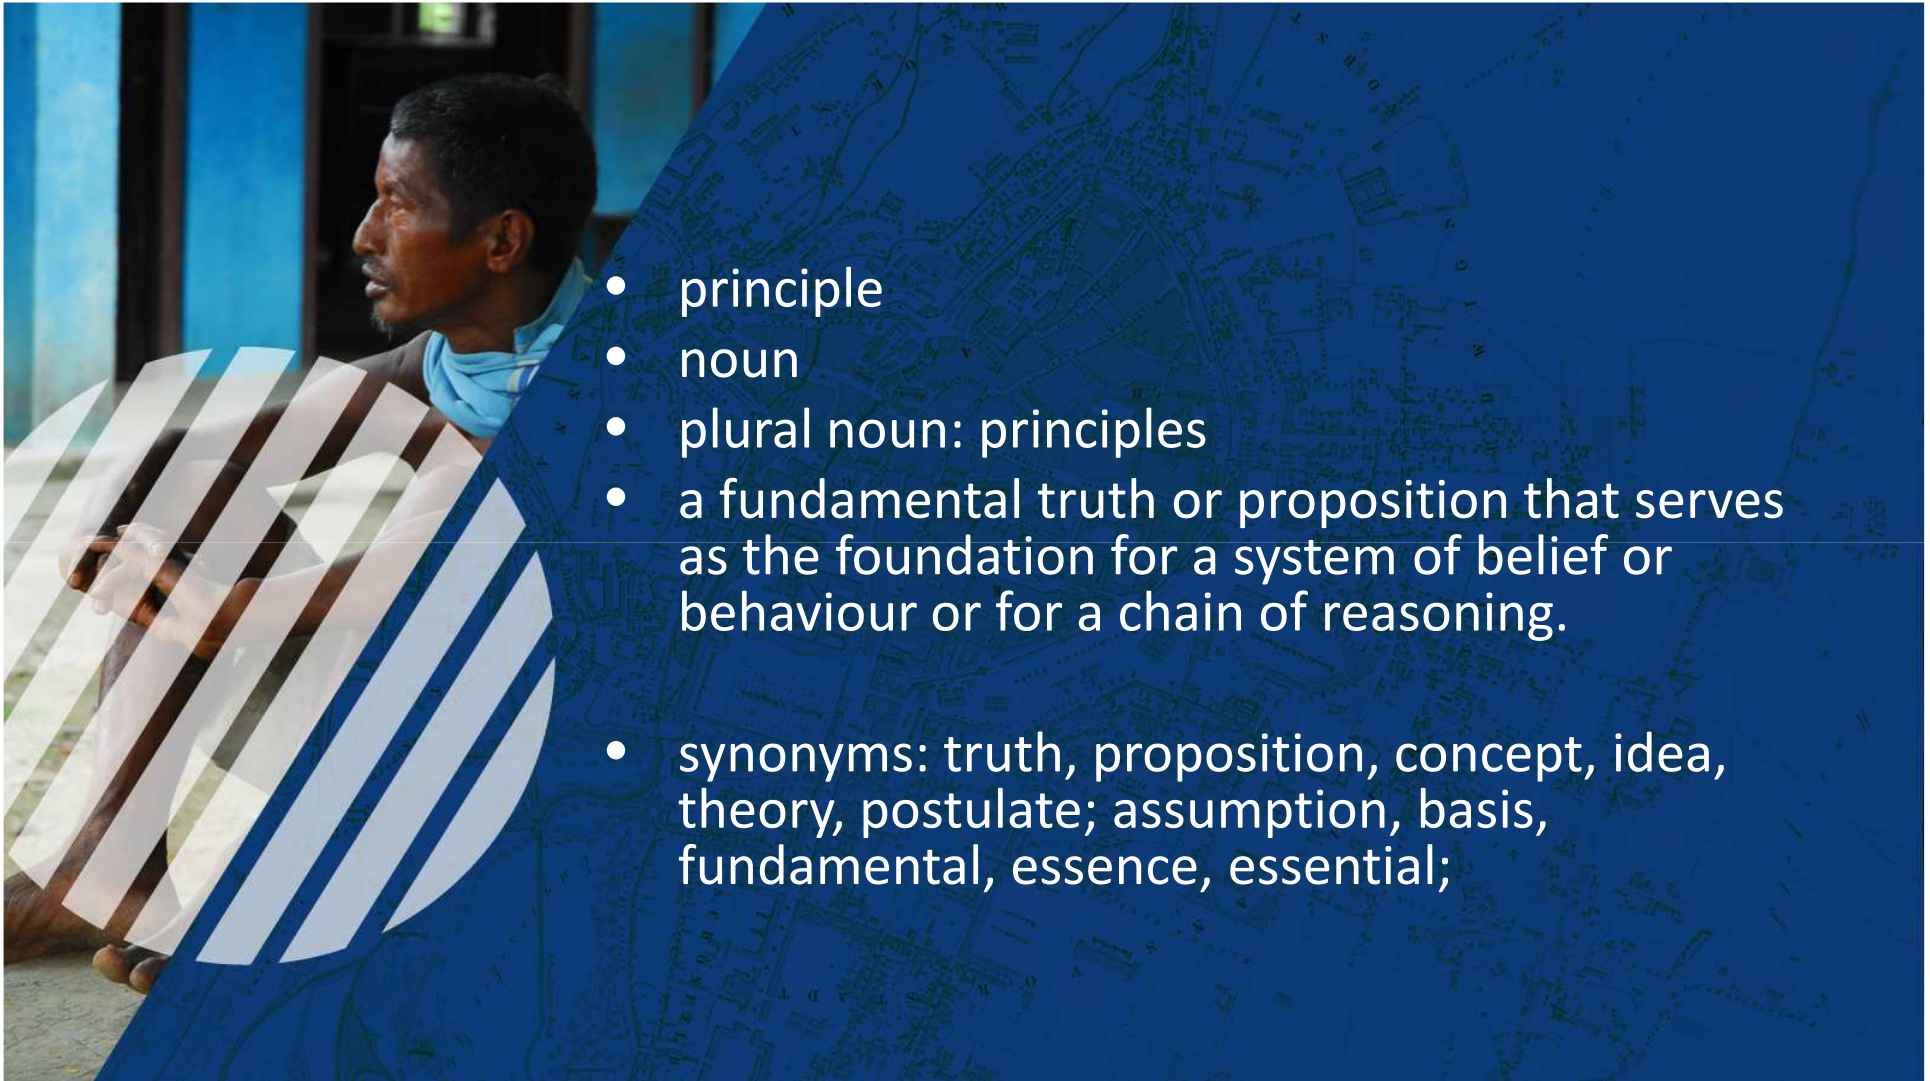 • principle
• noun
• plural noun: principles
• a fundamental truth or proposition that serves
as the foundation for a system of belief or
behaviour or for a chain of reasoning.
• synonyms: truth, proposition, concept, idea,
theory, postulate; assumption, basis,
fundamental, essence, essential;